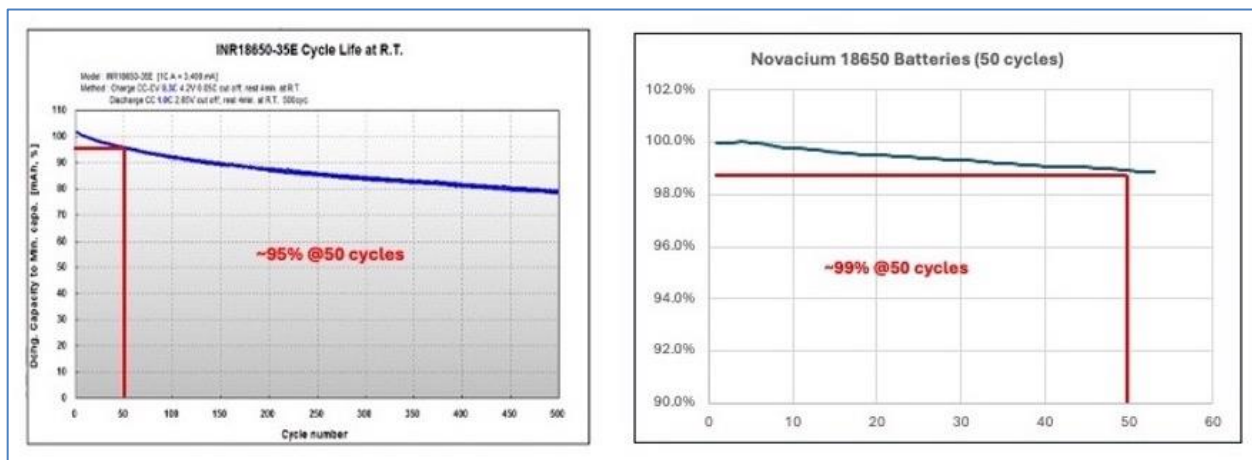 INR18650-35E Cycle Life at R.T.
Model : INR18650-35E [1C A = 3,400 mA]
Method : Charge CC-CV 0.3C 4.2V 0.05C cut off, rest 4min. at R.T.
Discharge CC 1.0C 2.65V cut off, rest 4min. at R.T. 500cyc.
110
100
90
80
70
60
50
40
30
20
10
0
Dcng. Capacity to Min. capa. [mAh, %]
~95% @50 cycles
0 50 100 150 200 250 300 350 400 450 500
Cycle number
Novacium 18650 Batteries (50 cycles)
102.0%
100.0%
98.0%
96.0%
94.0%
92.0%
90.0%
~99% @50 cycles
0 10 20 30 40 50 60